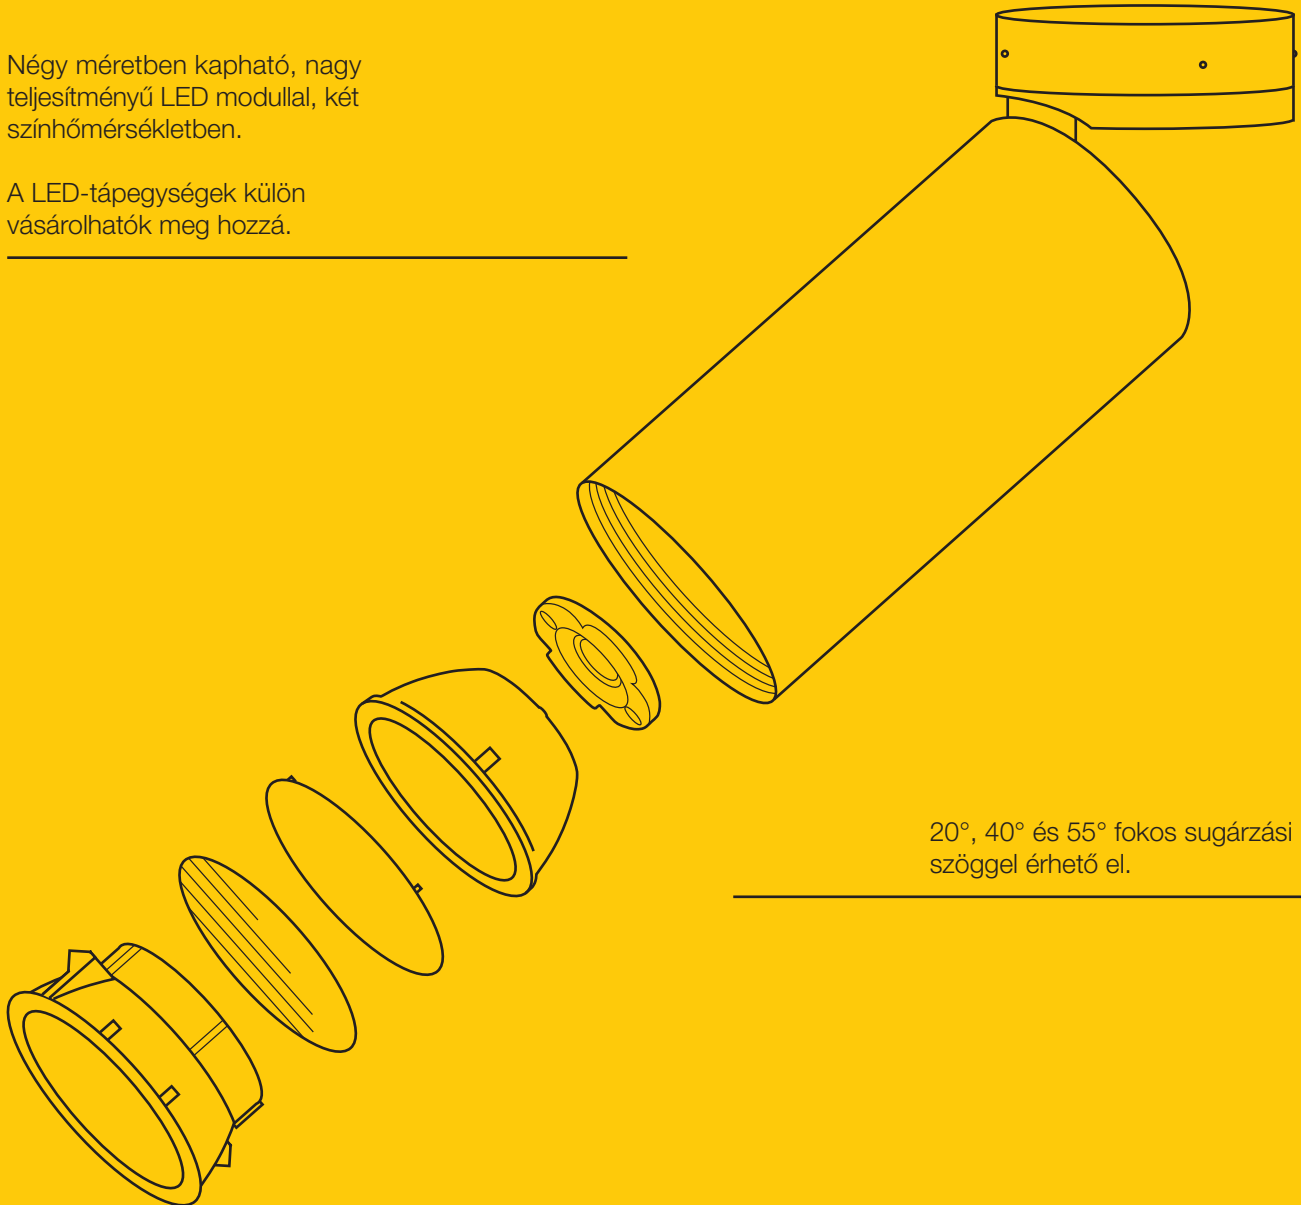 Négy méretben kapható, nagy
teljesítményű LED modullal, két
színhőmérsékletben.
A LED-tápegységek külön
vásárolhatók meg hozzá.
20°, 40° és 55° fokos sugárzási
szöggel érhető el.